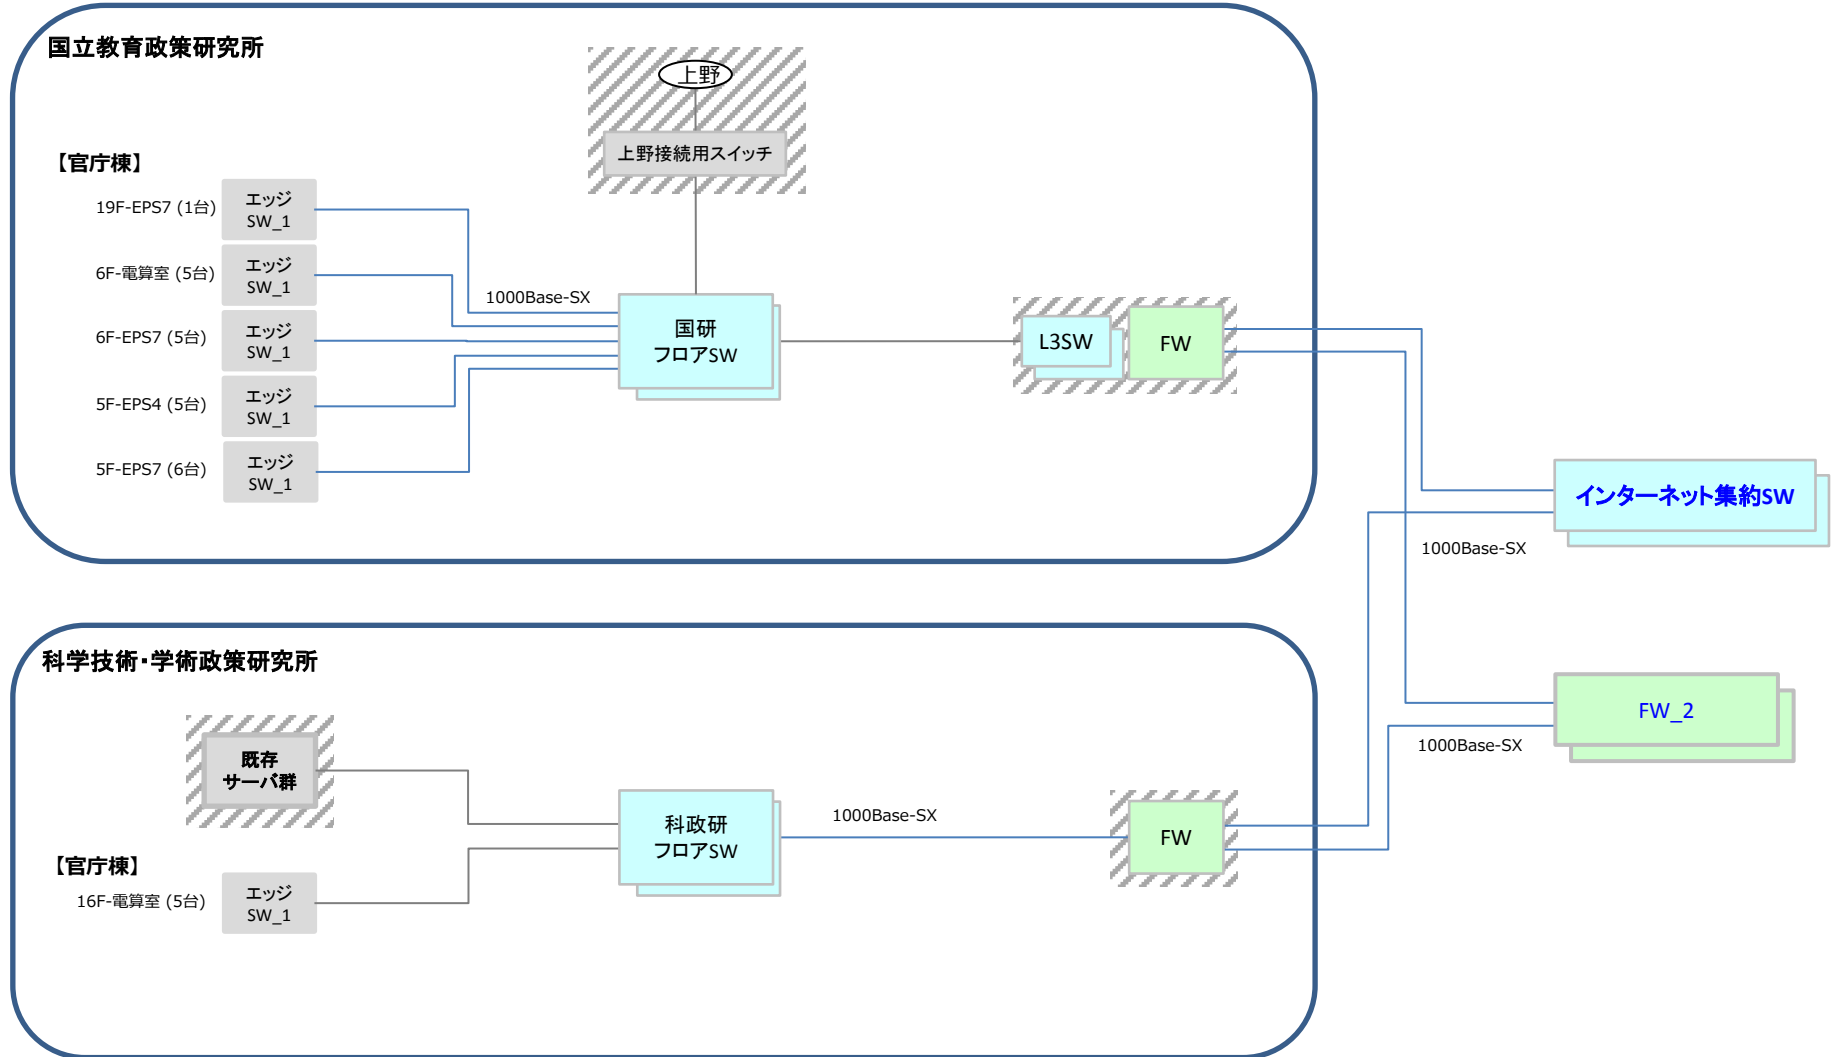 国立教育政策研究所
上野
上野接続用スイッチ
【官庁棟】
19F-EPS7 (1台)
エッジ
SW_1
6F-電算室 (5台)
エッジ
SW_1
1000Base-SX
6F-EPS7 (5台)
エッジ
SW_1
国研
フロアSW
L3SW
FW
5F-EPS4 (5台)
エッジ
SW_1
5F-EPS7 (6台)
エッジ
SW_1
インターネット集約SW
1000Base-SX
科学技術・学術政策研究所
FW_2
1000Base-SX
既存
サーバ群
科政研
フロアSW
1000Base-SX
FW
【官庁棟】
16F-電算室 (5台)
エッジ
SW_1